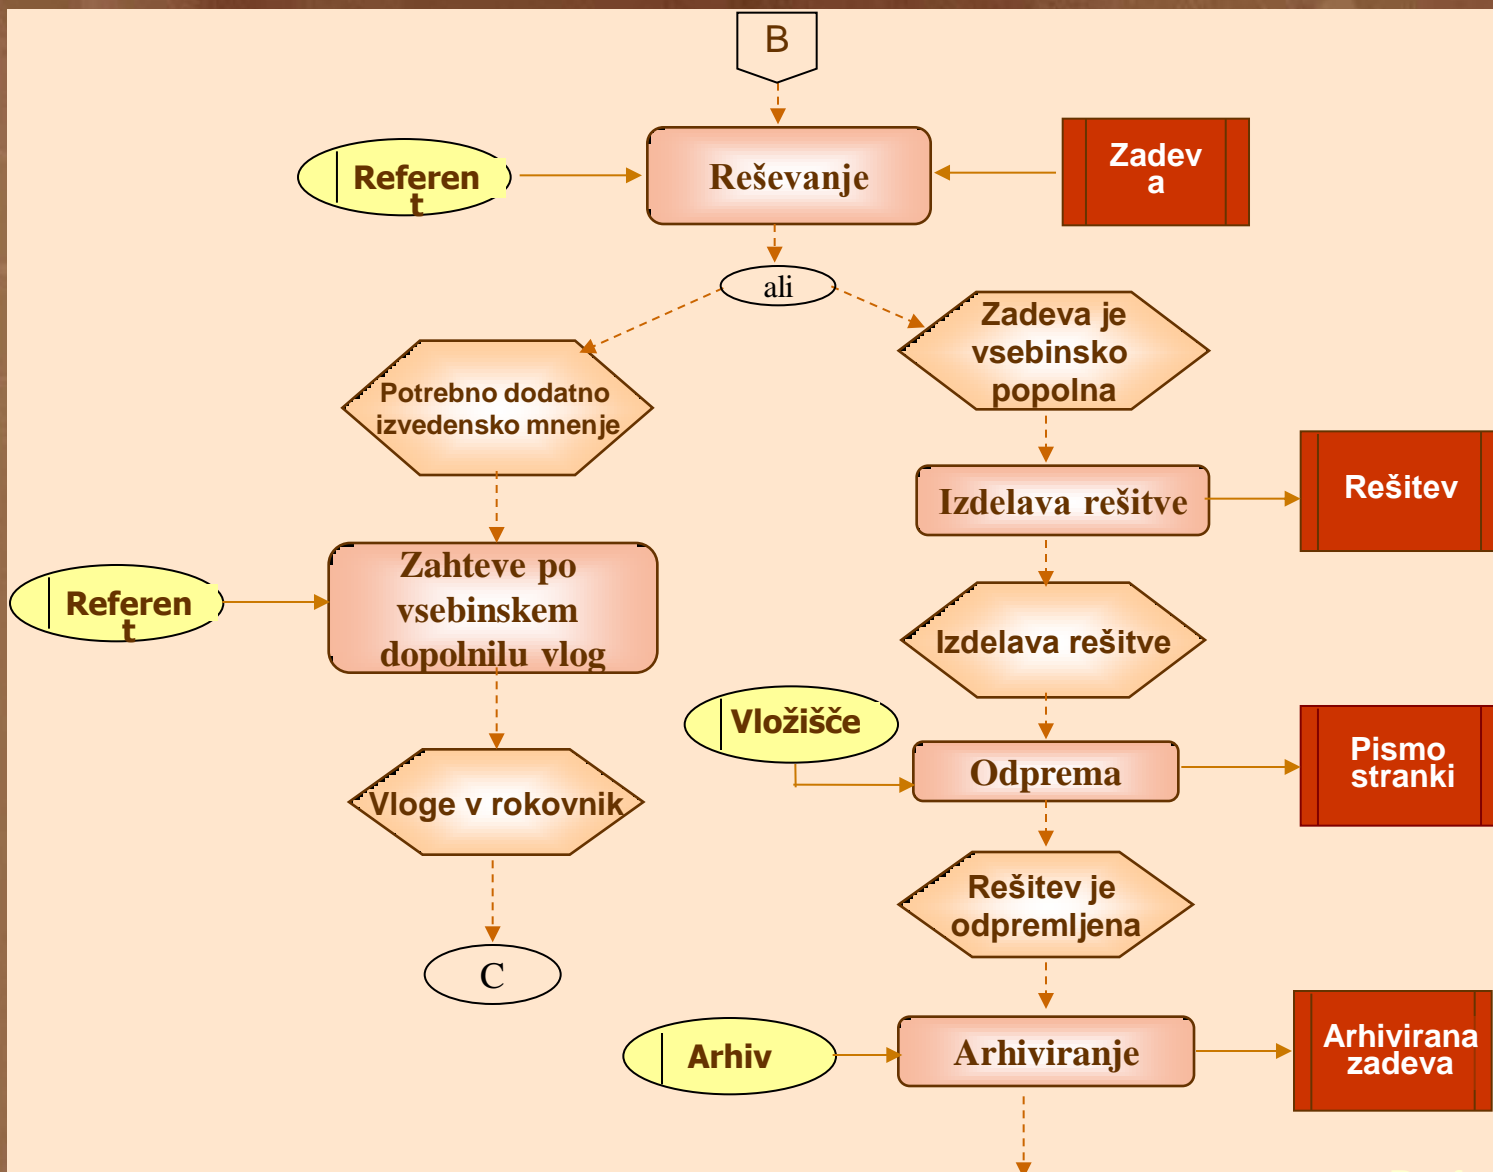 B
Referen
t
Reševanje
Zadev
a
ali
Zadeva je
vsebinsko
popolna
Potrebno dodatno
izvedensko mnenje
Izdelava rešitve
Rešitev
Referen
t
Zahteve po
vsebinskem
dopolnilu vlog
Izdelava rešitve
Vložišče
Odprema
Pismo
stranki
Vloge v rokovnik
Rešitev je
odpremljena
C
Arhiv
Arhiviranje
Arhivirana
zadeva